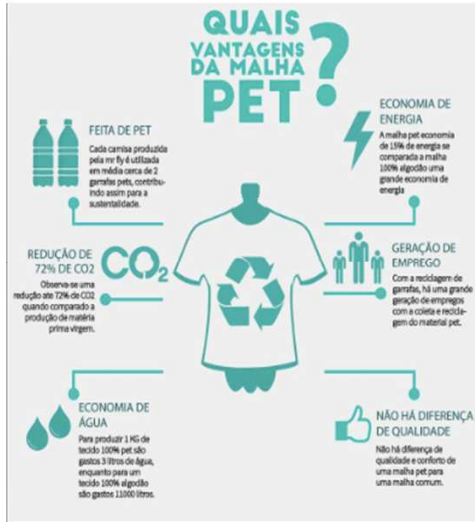 QUAIS
VANTAGENS
DA MALHA
PET?
FEITA DE PET
Cada camisa produzida
pela mr fly é utilizada
em média cerca de 2
garrafas pets, contribu-
indo assim para a
sustentalidade.
ECONOMIA DE
ENERGIA
A malha pet economia
de 15% de energia se
comparada a malha
100% algodão uma
grande economia de
energia
REDUÇÃO DE
72% DE CO2
CO2
Observa-se uma
redução ate 72% de CO2
quando comparado a
produção de matéria
prima virgem.
GERAÇÃO DE
EMPREGO
Com a reciclagem de
garrafas, há uma grande
geração de empregos
com a coleta e recicla-
gem do material pet.
ECONOMIA DE
ÁGUA
Para produzir 1 KG de
tecido 100% pet são
gastos 3 litros de água,
enquanto para um
tecido 100% algodão
são gastos 11000 litros.
NÃO HÁ DIFERENÇA
DE QUALIDADE
Não há diferença de
qualidade e conforto de
uma malha pet para
uma malha comum.